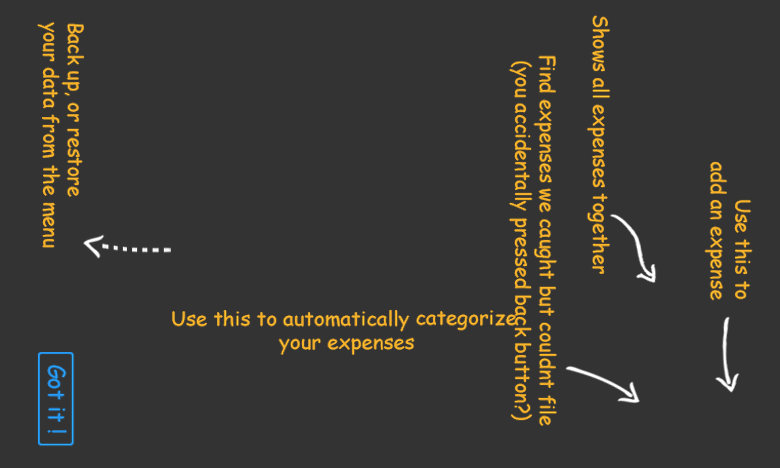 Use this to
add an expense
Shows all expenses together
Find expenses we caught but couldnt file
(you accidentally pressed back button?)
Use this to automatically categorize
your expenses
Back up, or restore
your data from the menu
Got it !